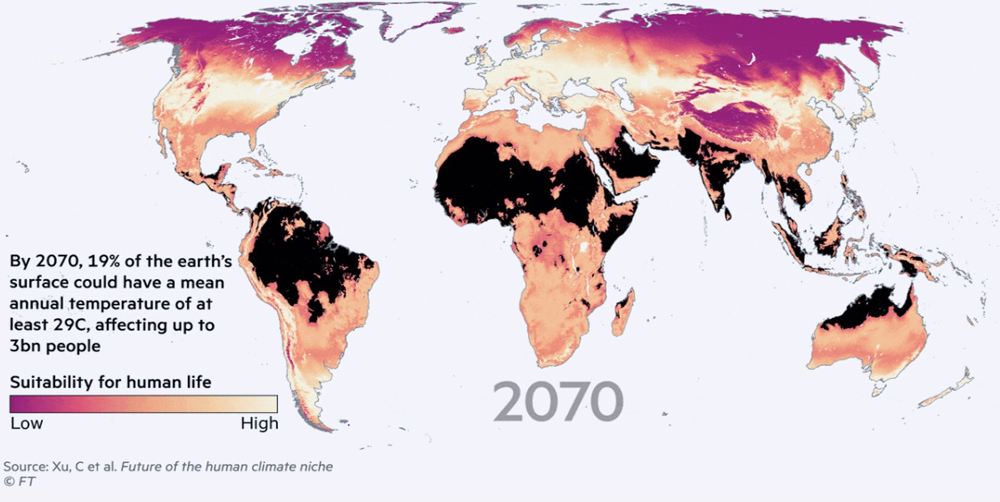 By 2070, 19% of the earth's
surface could have a mean
annual temperature of at
least 29C, affecting up to
3bn people
Suitability for human life
Low High
2070
Source: Xu, C et al. Future of the human climate niche
© FT